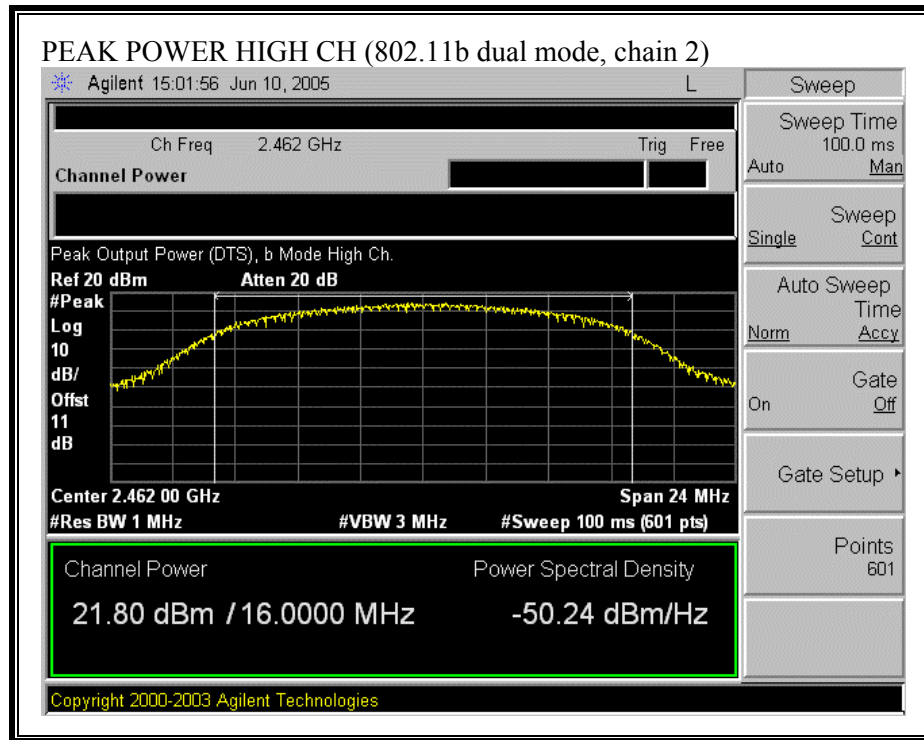 PEAK POWER HIGH CH (802.11b dual mode, chain 2)
Agilent 15:01:56 Jun 10, 2005 L
Ch Freq 2.462 GHz Trig Free
Channel Power
Peak Output Power (DTS), b Mode High Ch.
Ref 20 dBm Atten 20 dB
#Peak
Log
10
dB/
Offst
11
dB
Center 2.462 00 GHz Span 24 MHz
#Res BW 1 MHz #VBW 3 MHz #Sweep 100 ms (601 pts)
Channel Power Power Spectral Density
21.80 dBm / 16.0000 MHz -50.24 dBm/Hz
Copyright 2000-2003 Agilent Technologies
Sweep
Sweep Time
100.0 ms
Auto Man
Sweep
Single Cont
Auto Sweep
Time
Norm Accy
Gate
On Off
Gate Setup
Points
601